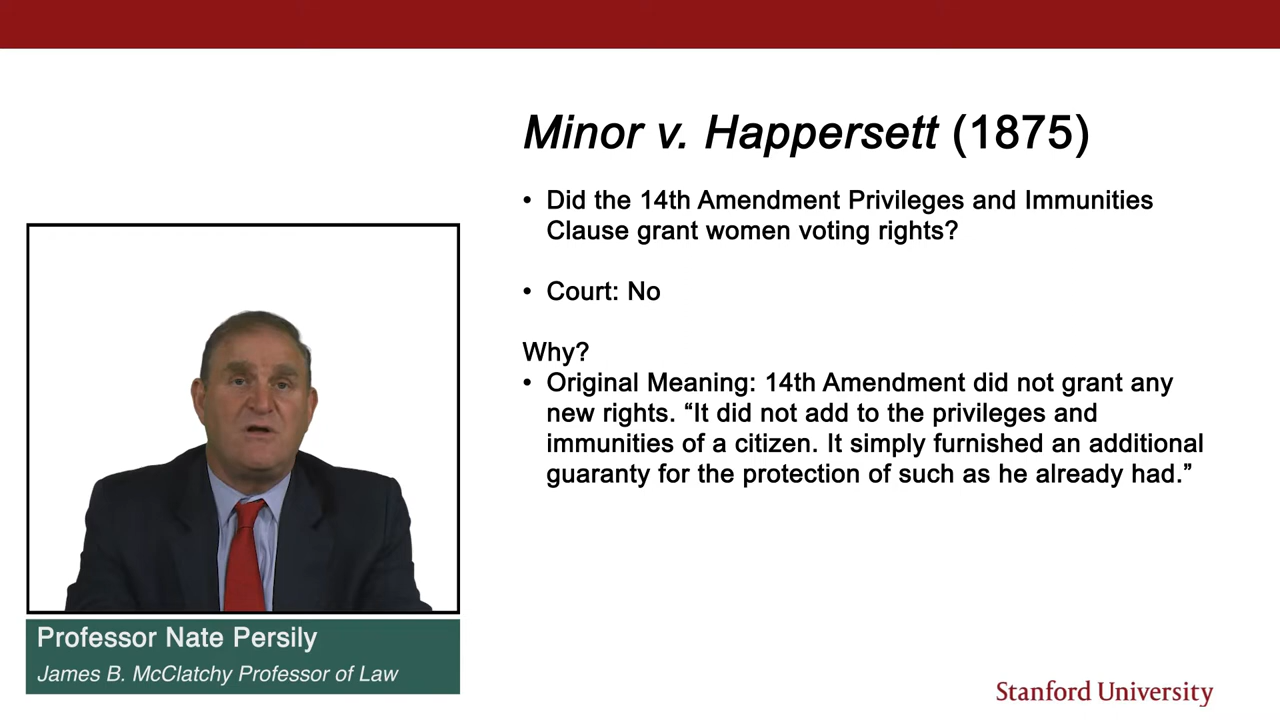 Minor v. Happersett (1875)
• Did the 14th Amendment Privileges and Immunities
Clause grant women voting rights?
• Court: No
Why?
• Original Meaning: 14th Amendment did not grant any
new rights. “It did not add to the privileges and
immunities of a citizen. It simply furnished an additional
guaranty for the protection of such as he already had.”
Professor Nate Persily
James B. McClatchy Professor of Law
Stanford University